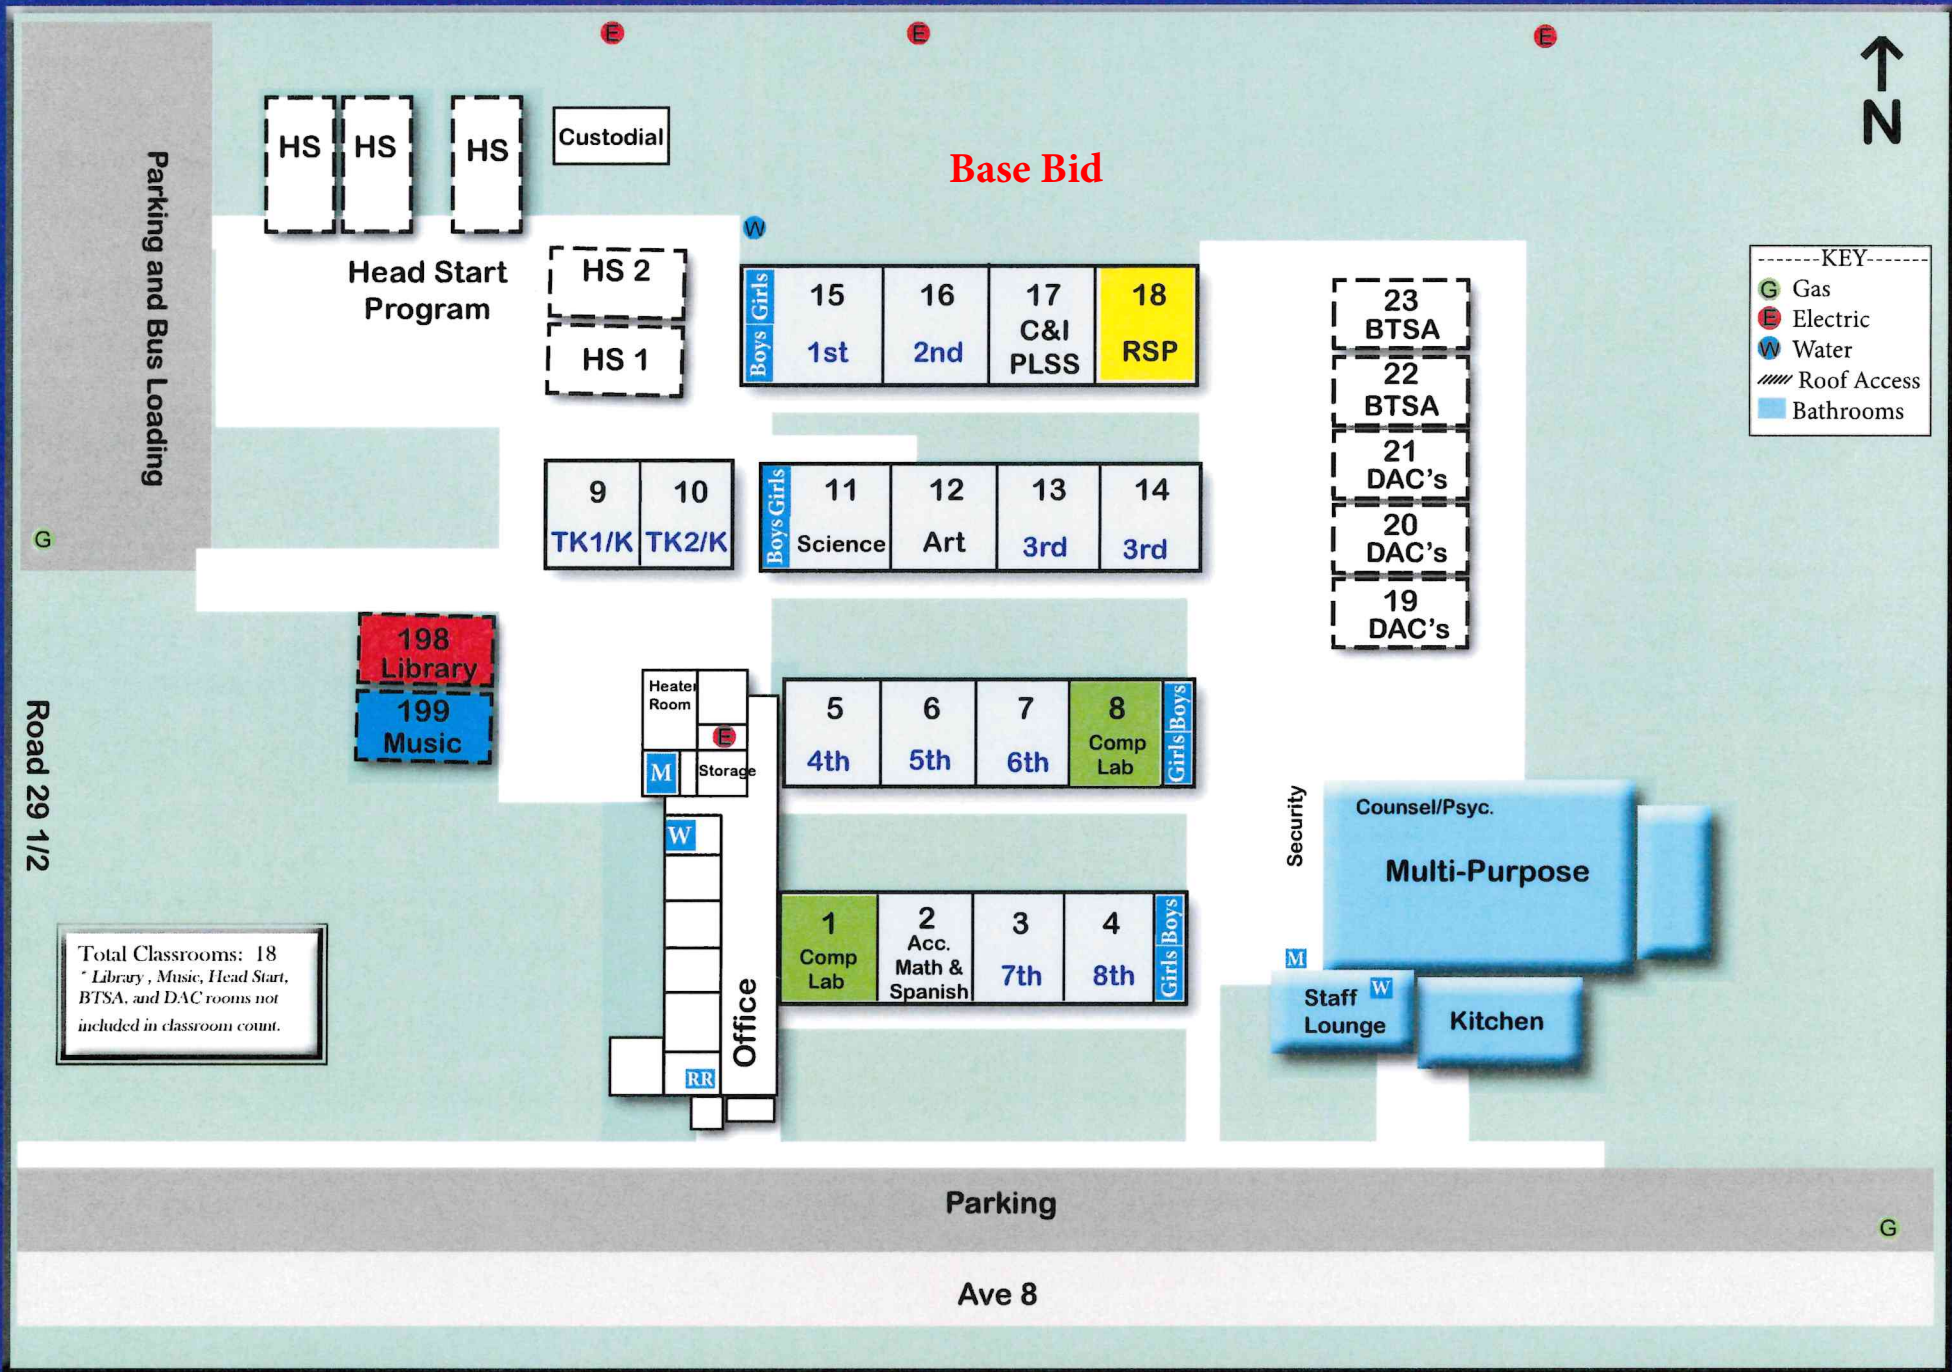 E
E
E
N
HS
HS
HS
Custodial
Base Bid
Parking and Bus Loading
W
Head Start
Program
HS 2
HS 1
Boys Girls
15
1st
16
2nd
17
C&I
PLSS
18
RSP
23
BTSA
22
BTSA
21
DAC's
20
DAC's
19
DAC's
-------KEY-------
G Gas
E Electric
W Water
Roof Access
Bathrooms
G
9
TK1/K
10
TK2/K
Boys Girls
11
Science
12
Art
13
3rd
14
3rd
198
Library
199
Music
Road 29 1/2
Heater
Room
E
M
Storage
W
RR
Office
5
4th
6
5th
7
6th
8
Comp
Lab
Girls Boys
1
Comp
Lab
2
Acc.
Math &
Spanish
3
7th
4
8th
Girls Boys
Security
Counsel/Psyc.
Multi-Purpose
M
Staff
Lounge
W
Kitchen
Total Classrooms: 18
* Library , Music, Head Start,
BTSA, and DAC rooms not
included in classroom count.
Parking
G
Ave 8